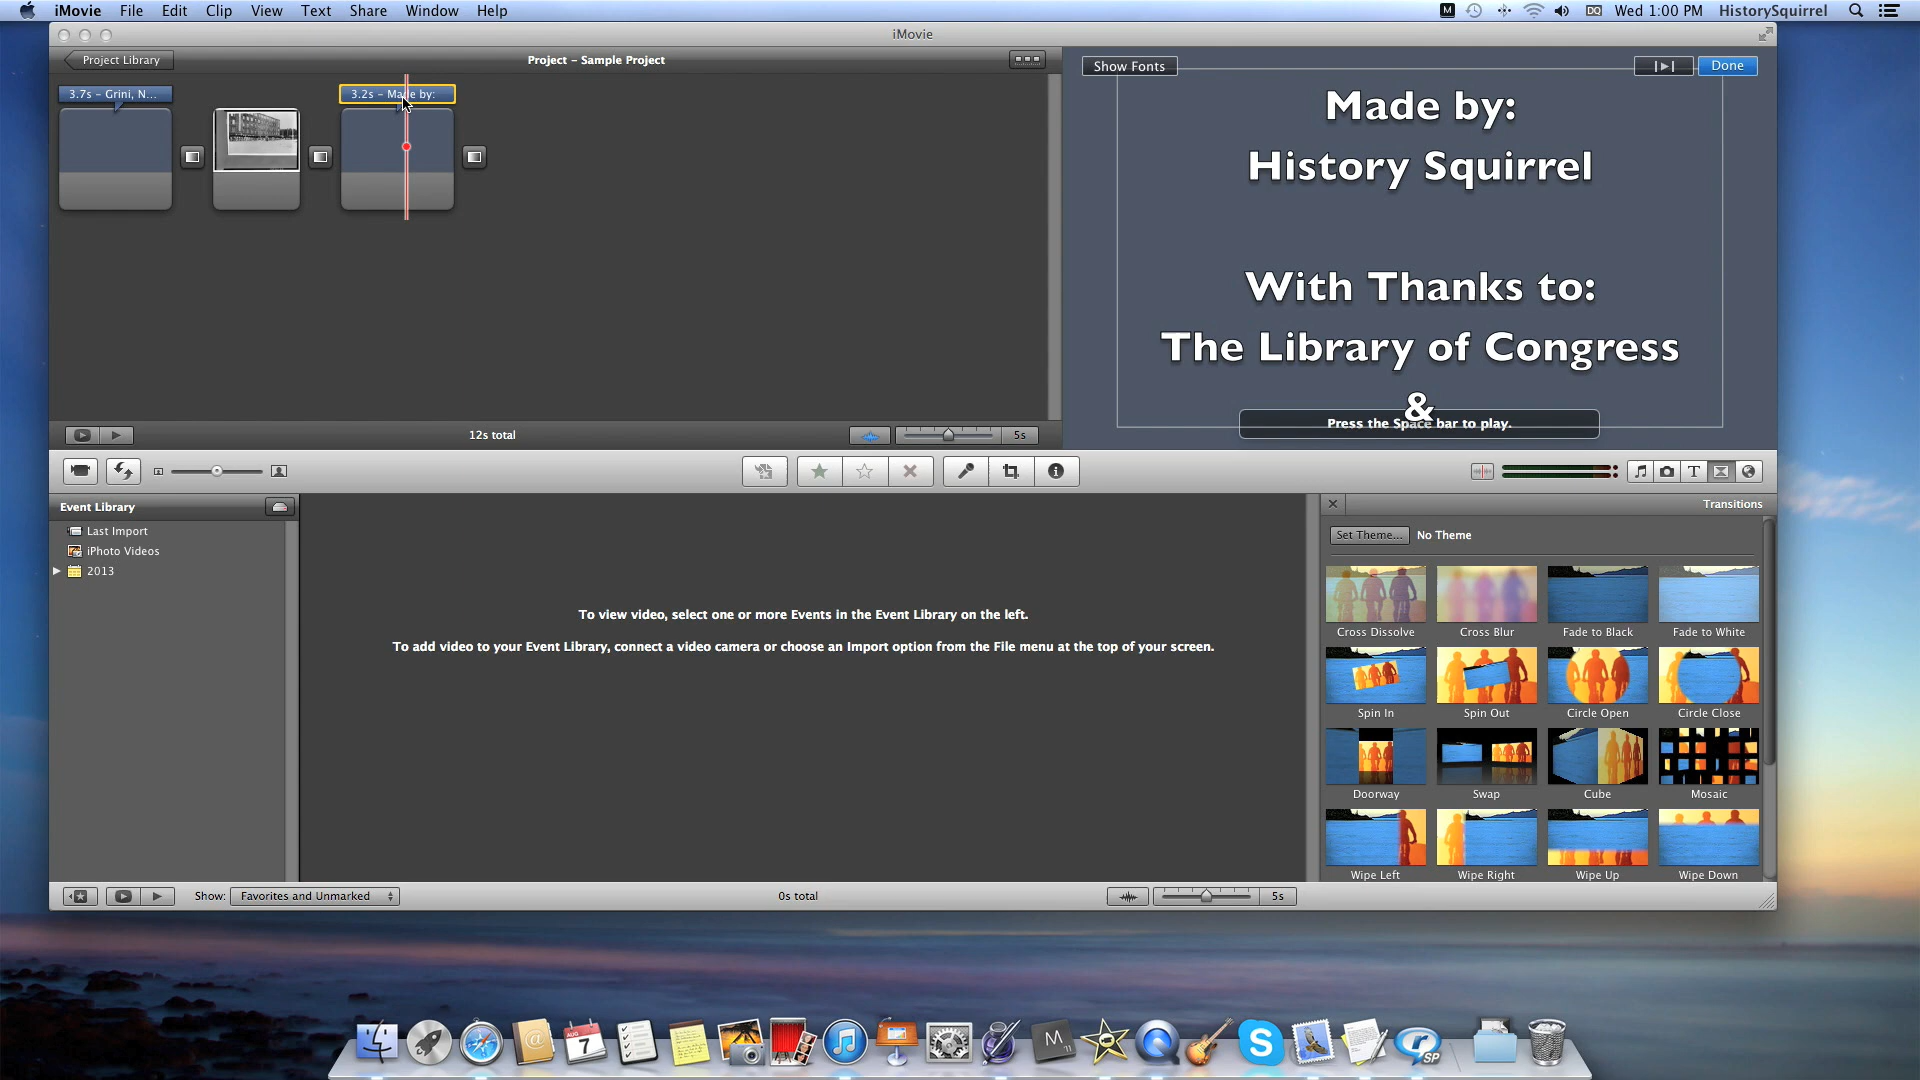 iMovie File Edit Clip View Text Share Window Help
M DQ Wed 1:00 PM HistorySquirrel
iMovie
Project Library
Project – Sample Project
Show Fonts
Done
3.7s – Grini, N...
3.2s – Made by:
Made by:
History Squirrel
With Thanks to:
The Library of Congress
&
Press the Space bar to play.
12s total
5s
T
Event Library
Last Import
iPhoto Videos
2013
To view video, select one or more Events in the Event Library on the left.
To add video to your Event Library, connect a video camera or choose an Import option from the File menu at the top of your screen.
Transitions
Set Theme... No Theme
Cross Dissolve Cross Blur Fade to Black Fade to White
Spin In Spin Out Circle Open Circle Close
Doorway Swap Cube Mosaic
Wipe Left Wipe Right Wipe Up Wipe Down
Show: Favorites and Unmarked
0s total
5s
AUG
7
M
11
S
SP